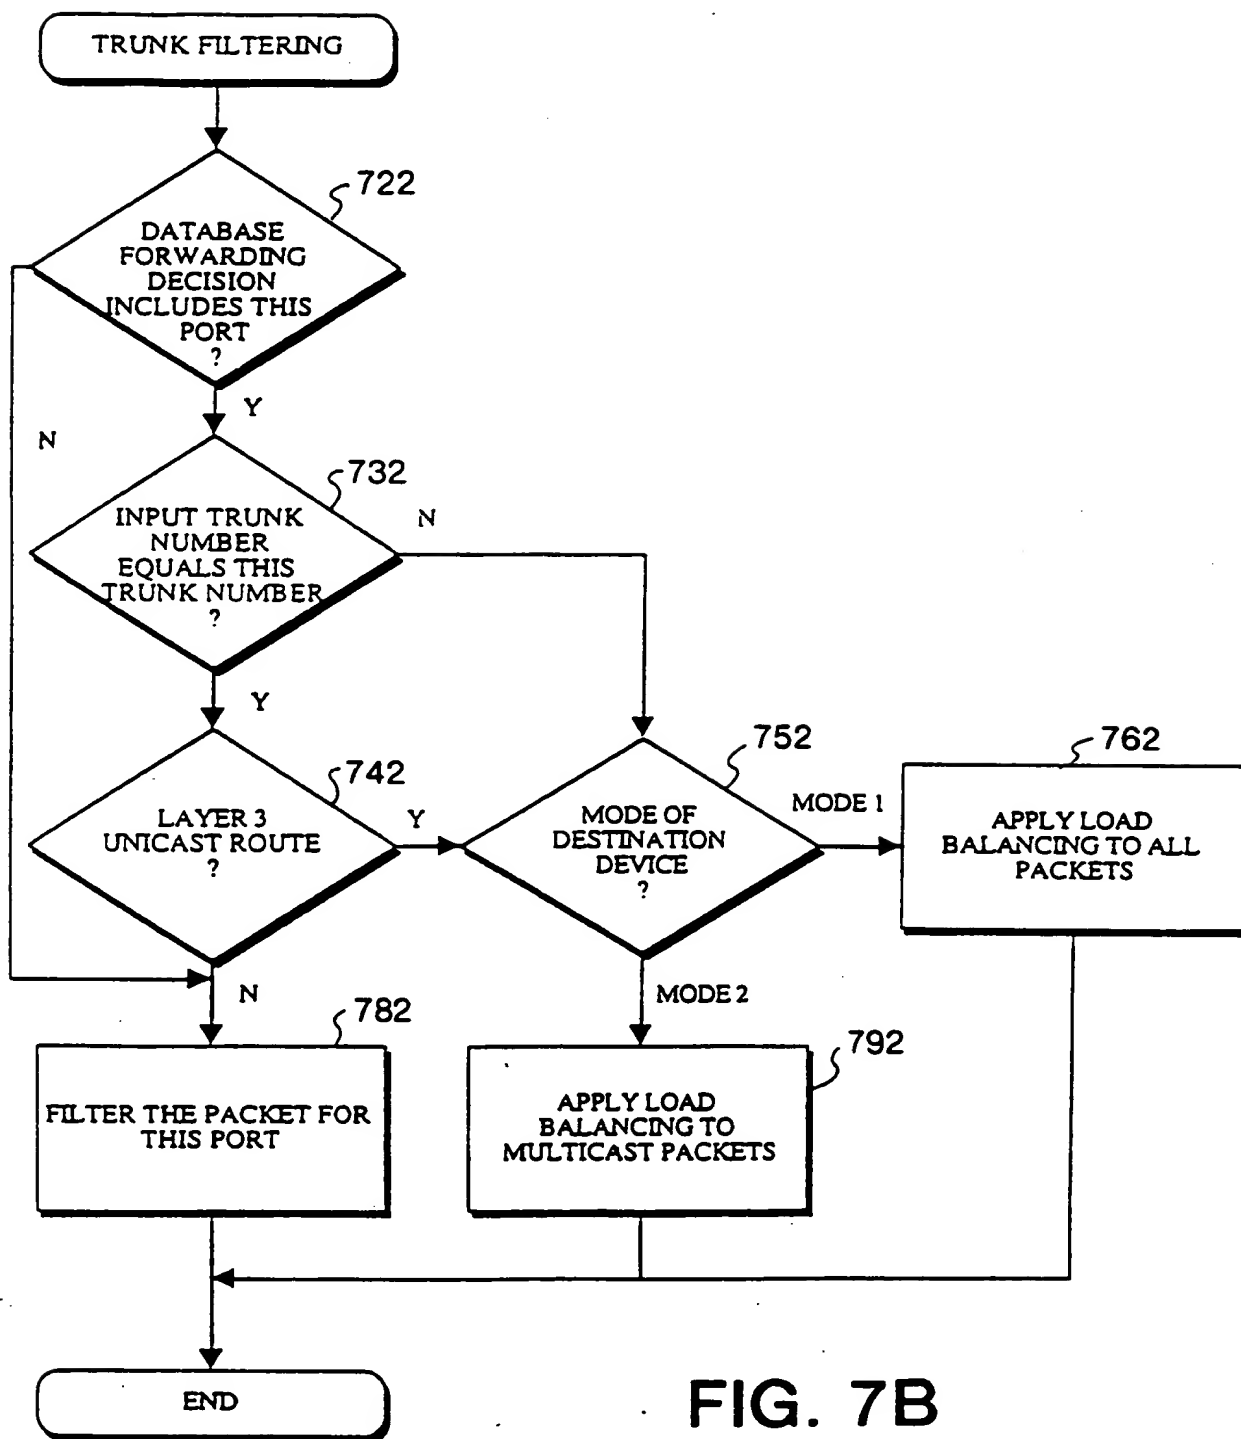 TRUNK FILTERING
722
DATABASE
FORWARDING
DECISION
INCLUDES THIS
PORT
?
Y
N
732
INPUT TRUNK
NUMBER
EQUALS THIS
TRUNK NUMBER
?
N
Y
742
LAYER 3
UNICAST ROUTE
?
Y
N
752
MODE OF
DESTINATION
DEVICE
?
MODE 1
MODE 2
762
APPLY LOAD
BALANCING TO ALL
PACKETS
782
FILTER THE PACKET FOR
THIS PORT
792
APPLY LOAD
BALANCING TO
MULTICAST PACKETS
END
FIG. 7B